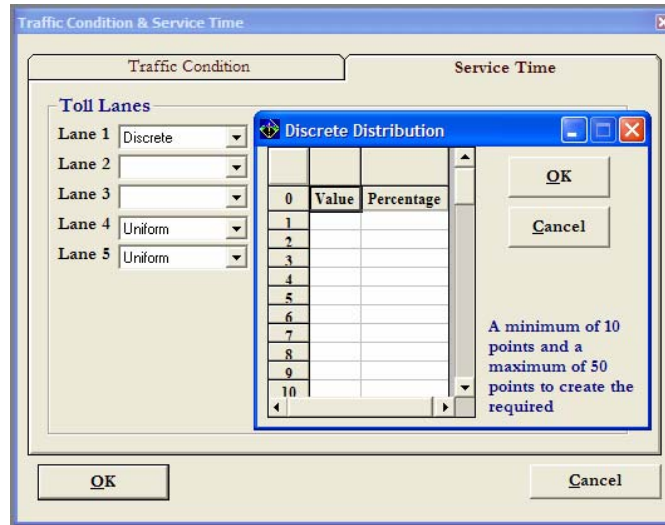 Traffic Condition & Service Time
Traffic Condition
Service Time
Toll Lanes
Lane 1 Discrete
Lane 2
Lane 3
Lane 4 Uniform
Lane 5 Uniform
Discrete Distribution
0 Value Percentage
1
2
3
4
5
6
7
8
9
10
OK
Cancel
A minimum of 10
points and a
maximum of 50
points to create the
required
OK
Cancel